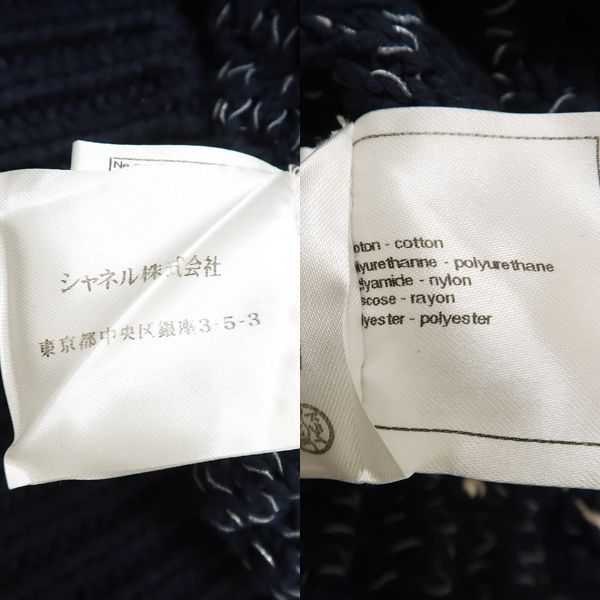 シャネル株式会社
東京都中央区銀座3-5-3
oton - cotton
lyurethanne - polyurethane
lyamide - nylon
scose - rayon
lyester - polyester